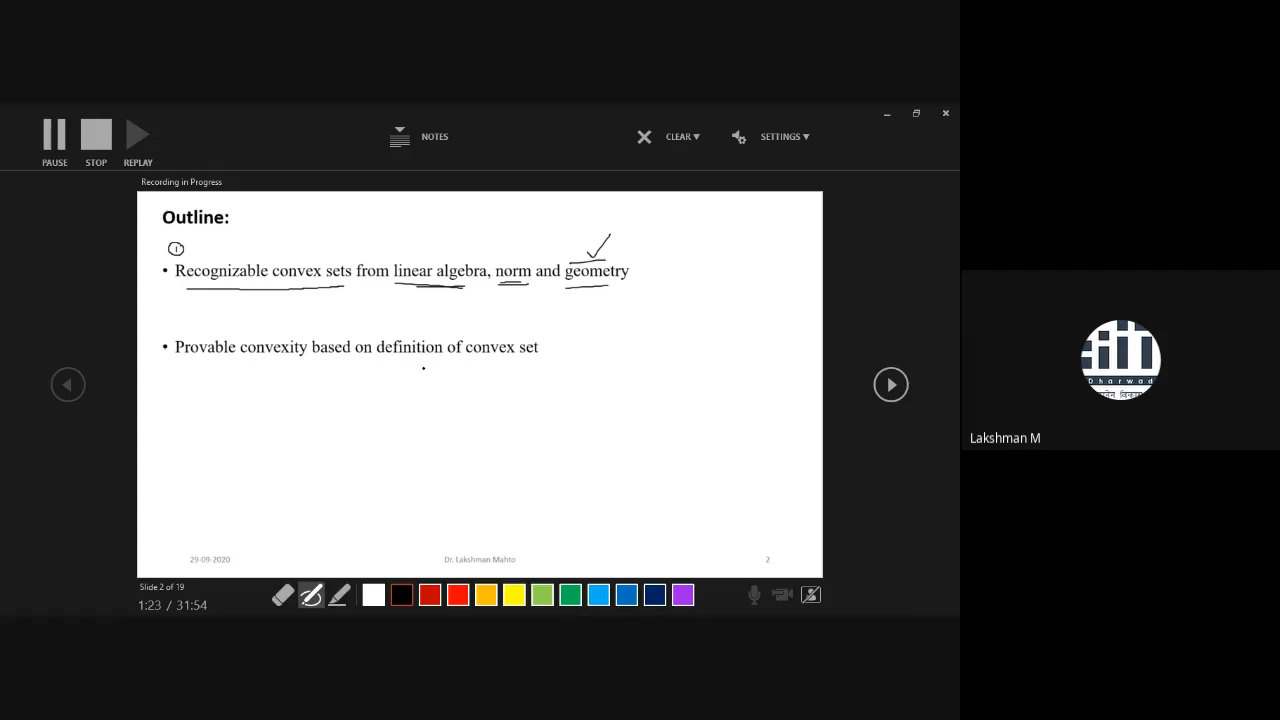 NOTES
CLEAR
SETTINGS
PAUSE STOP REPLAY
Recording in Progress
Outline:
1
• Recognizable convex sets from linear algebra, norm and geometry
• Provable convexity based on definition of convex set
Dharwad
Lakshman M
29-09-2020 Dr. Lakshman Mahto 2
Slide 2 of 19
1:23 / 31:54